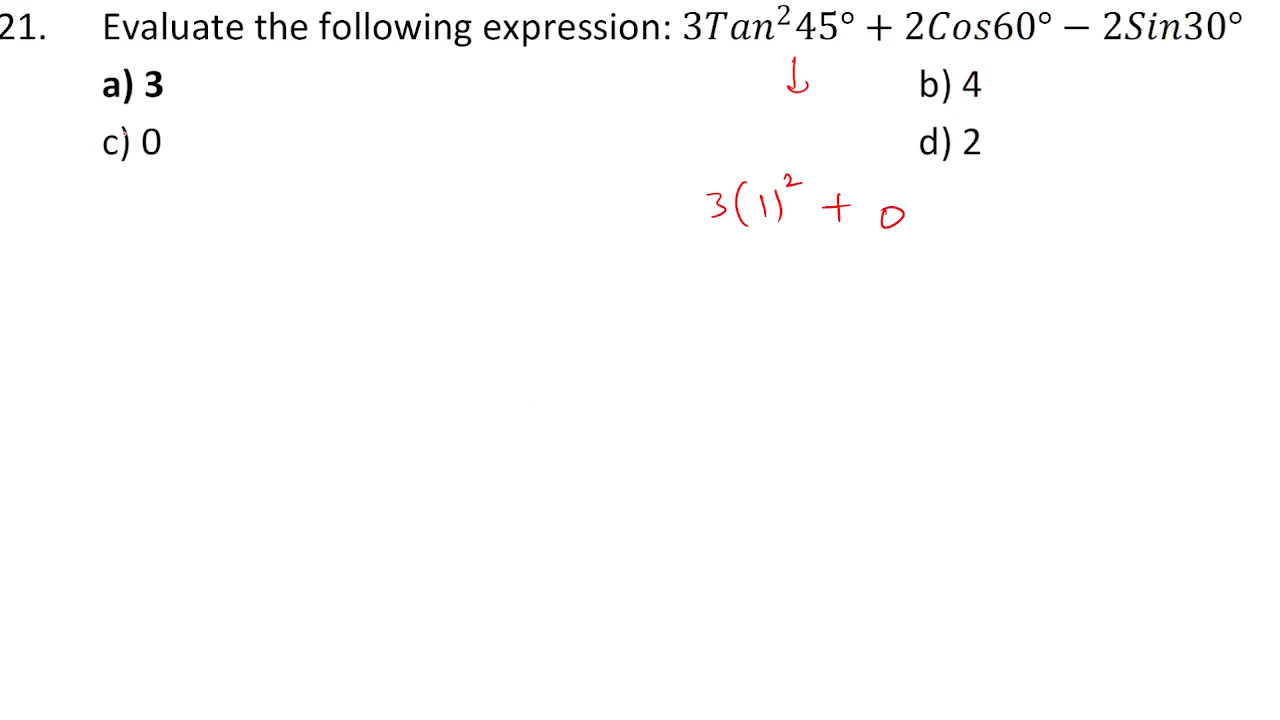 21. Evaluate the following expression: 3Tan²45° + 2Cos60° − 2Sin30°
a) 3 b) 4
c) 0 d) 2
3(1)² + 0